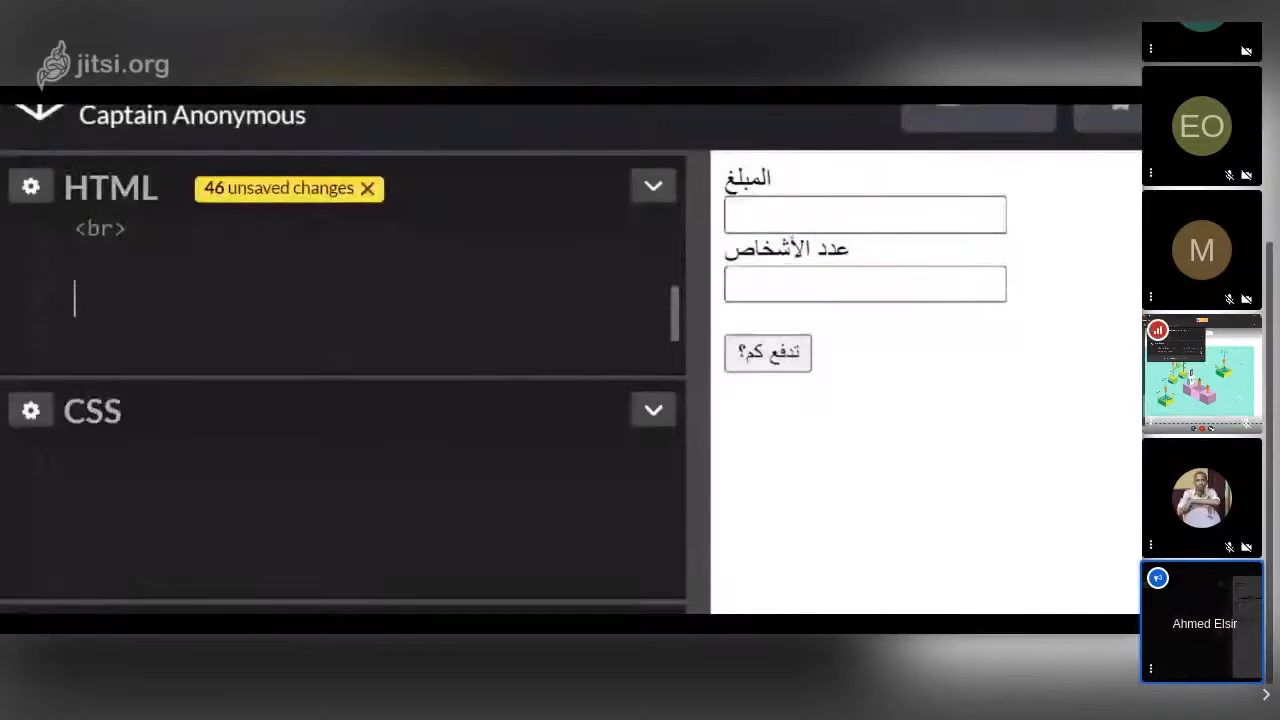 jitsi.org
Captain Anonymous
HTML
46 unsaved changes
<br>
CSS
المبلغ
عدد الأشخاص
تدفع كم؟
EO
M
Ahmed Elsir